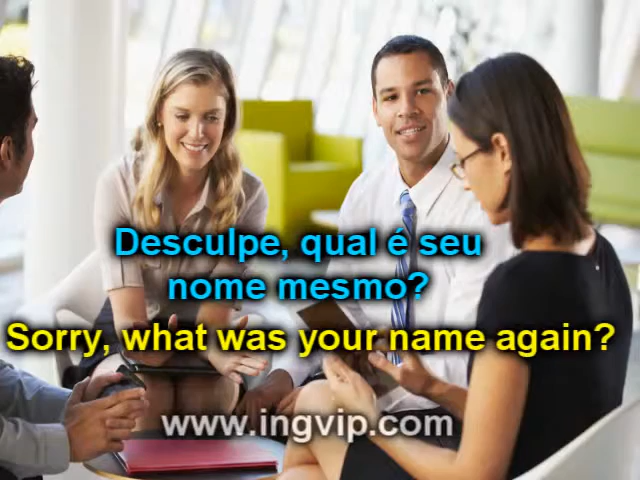 Desculpe, qual é seu
nome mesmo?
Sorry, what was your name again?
www.ingvip.com